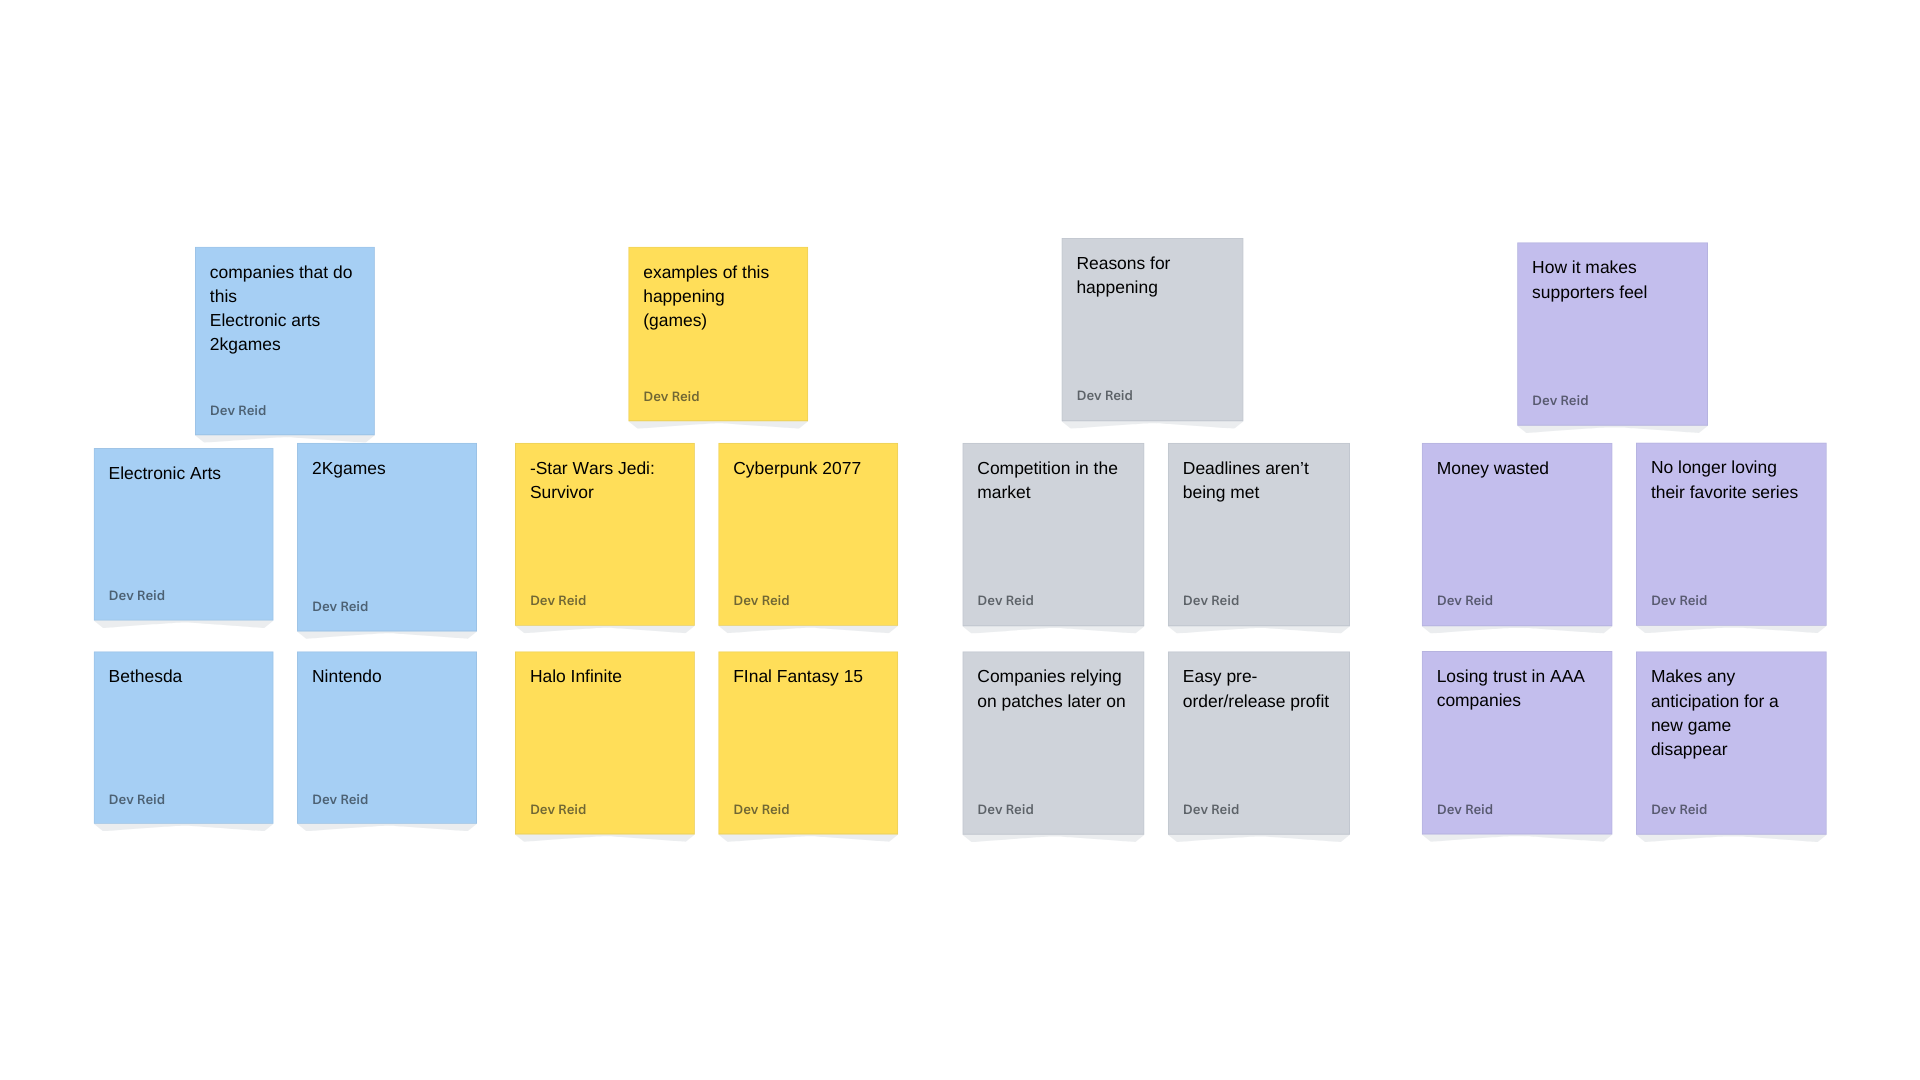 companies that do
this
Electronic arts
2kgames
Dev Reid
Electronic Arts
Dev Reid
2Kgames
Dev Reid
Bethesda
Dev Reid
Nintendo
Dev Reid
examples of this
happening
(games)
Dev Reid
-Star Wars Jedi:
Survivor
Dev Reid
Cyberpunk 2077
Dev Reid
Halo Infinite
Dev Reid
FInal Fantasy 15
Dev Reid
Reasons for
happening
Dev Reid
Competition in the
market
Dev Reid
Deadlines aren’t
being met
Dev Reid
Companies relying
on patches later on
Dev Reid
Easy pre-
order/release profit
Dev Reid
How it makes
supporters feel
Dev Reid
Money wasted
Dev Reid
No longer loving
their favorite series
Dev Reid
Losing trust in AAA
companies
Dev Reid
Makes any
anticipation for a
new game
disappear
Dev Reid